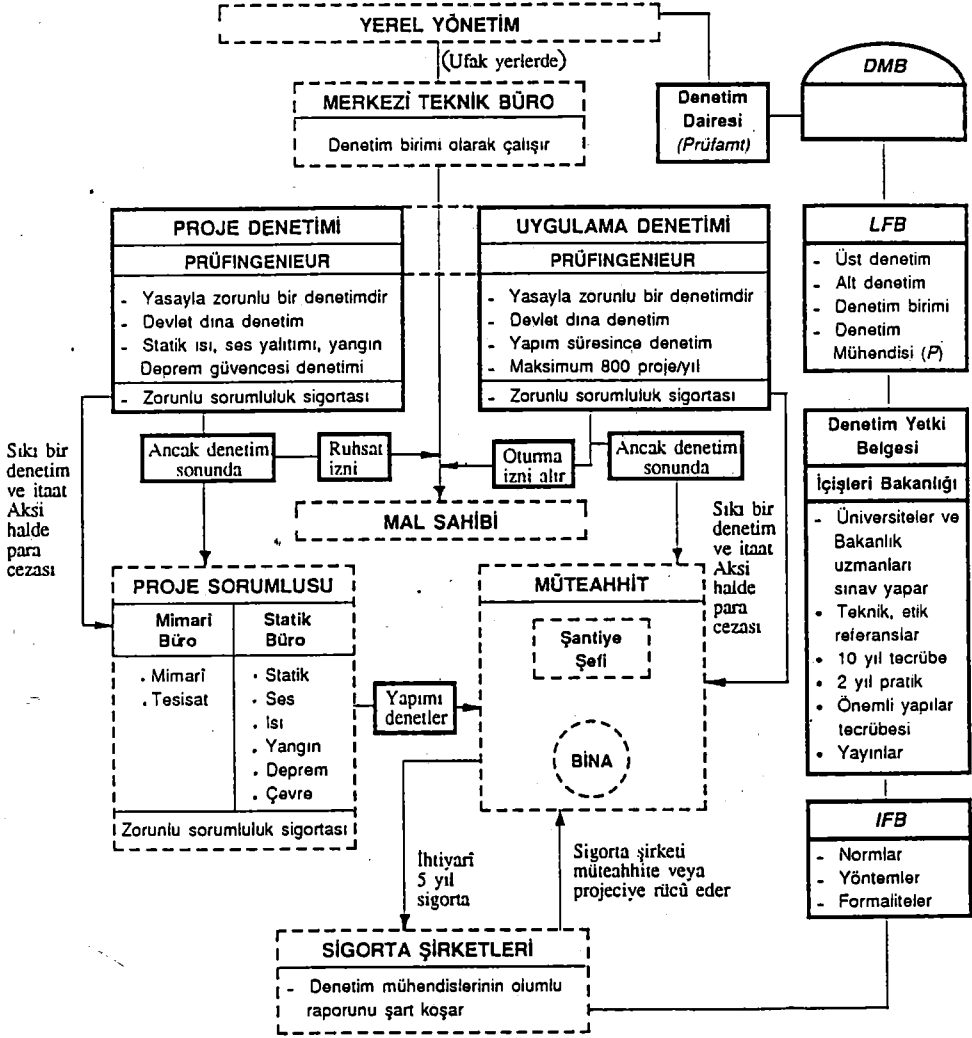 YEREL YÖNETİM
(Ufak yerlerde)
MERKEZİ TEKNİK BÜRO
Denetim birimi olarak çalışır
Denetim
Dairesi
(Prüfamt)
DMB
PROJE DENETİMİ
PRÜFINGENIEUR
- Yasayla zorunlu bir denetimdir
- Devlet dına denetim
- Statik ısı, ses yalıtımı, yangın
Deprem güvencesi denetimi
- Zorunlu sorumluluk sigortası
UYGULAMA DENETİMİ
PRÜFINGENIEUR
- Yasayla zorunlu bir denetimdir
- Devlet dına denetim
- Yapım süresince denetim
- Maksimum 800 proje/yıl
- Zorunlu sorumluluk sigortası
LFB
- Üst denetim
- Alt denetim
- Denetim birimi
- Denetim
Mühendisi (P)
Sıkı bir
denetim
ve itaat
Aksi
halde
para
cezası
Ancak denetim
sonunda
Ruhsat
izni
Oturma
izni alır
Ancak denetim
sonunda
MAL SAHİBİ
Sıkı bir
denetim
ve itaat
Aksi
halde
para
cezası
Denetim Yetki
Belgesi
İçişleri Bakanlığı
- Üniversiteler ve
Bakanlık
uzmanları
sınav yapar
• Teknik, etik
referanslar
• 10 yıl tecrübe
• 2 yıl pratik
• Önemli yapılar
tecrübesi
• Yayınlar
PROJE SORUMLUSU
Mimarî
Büro
. Mimarî
. Tesisat
Statik
Büro
. Statik
. Ses
. Isı
. Yangın
. Deprem
. Çevre
Zorunlu sorumluluk sigortası
Yapımı
denetler
MÜTEAHHİT
Şantiye
Şefi
BİNA
IFB
- Normlar
- Yöntemler
- Formaliteler
İhtiyarî
5 yıl
sigorta
Sigorta şirketi
müteahhite veya
projeciye rücû eder
SİGORTA ŞİRKETLERİ
- Denetim mühendislerinin olumlu
raporunu şart koşar